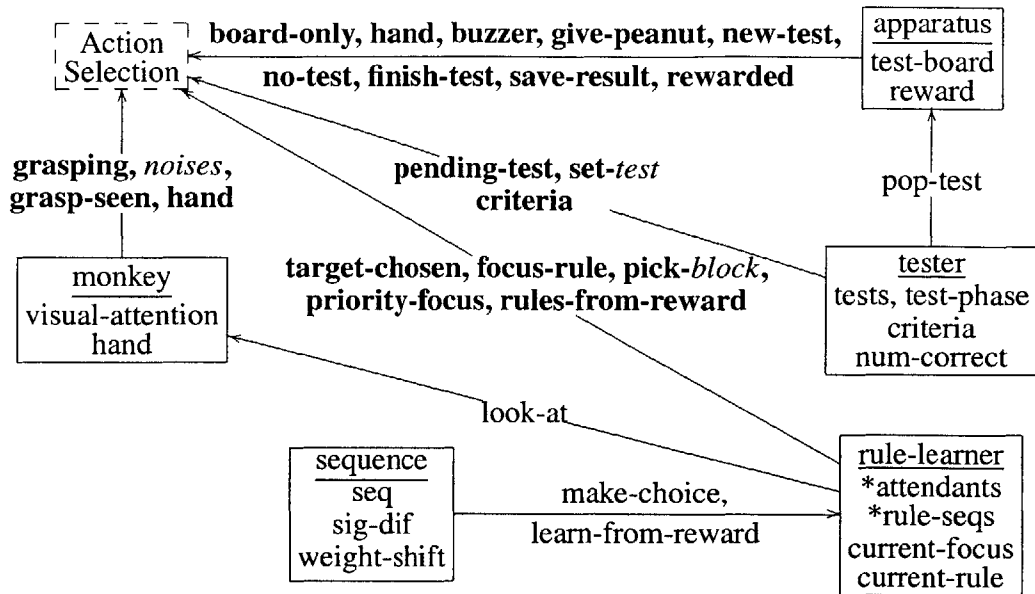 Action
Selection
board-only, hand, buzzer, give-peanut, new-test,
no-test, finish-test, save-result, rewarded
apparatus
test-board
reward
grasping, noises,
grasp-seen, hand
pending-test, set-test
criteria
pop-test
monkey
visual-attention
hand
target-chosen, focus-rule, pick-block,
priority-focus, rules-from-reward
tester
tests, test-phase
criteria
num-correct
look-at
sequence
seq
sig-dif
weight-shift
make-choice,
learn-from-reward
rule-learner
*attendants
*rule-seqs
current-focus
current-rule